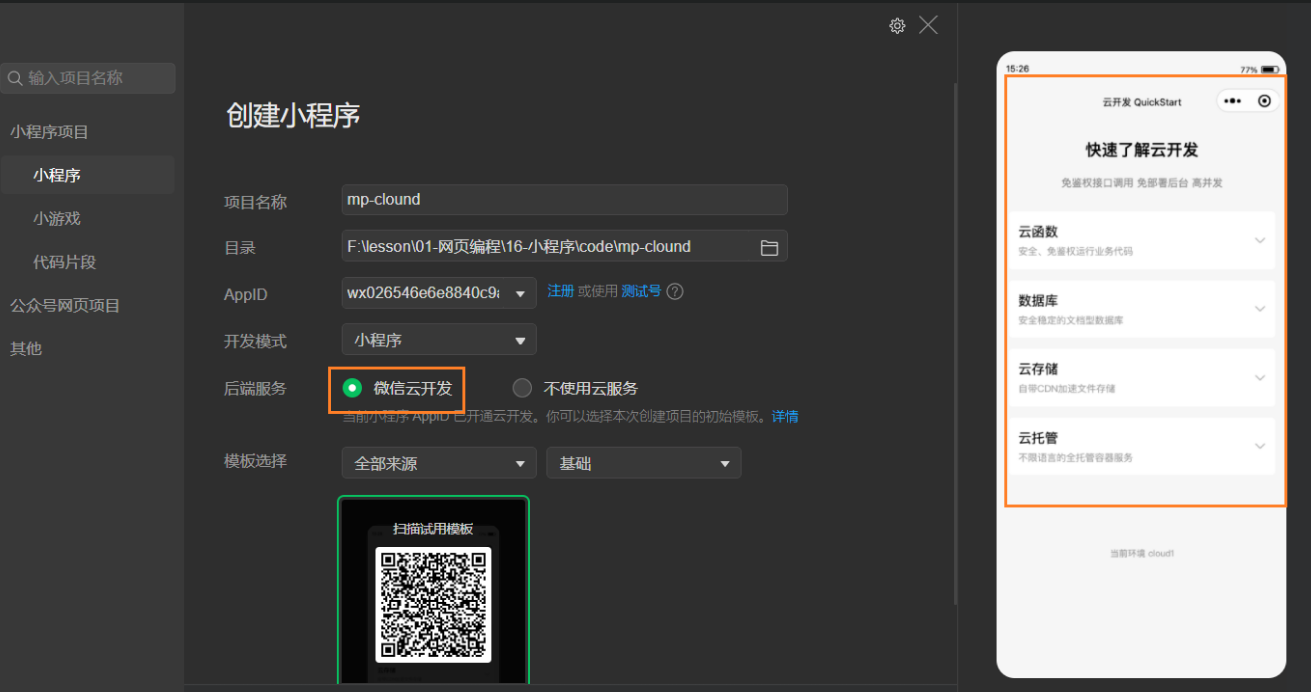 输入项目名称
小程序项目
小程序
小游戏
代码片段
公众号网页项目
其他
创建小程序
项目名称 mp-clound
目录 F:\lesson\01-网页编程\16-小程序\code\mp-clound
AppID wx026546e6e8840c9 注册 或使用 测试号 ?
开发模式 小程序
后端服务 微信云开发 不使用云服务
当前小程序 AppID 已开通云开发。你可以选择本次创建项目的初始模板。详情
模板选择 全部来源 基础
扫描试用模板
15:26 77%
云开发 QuickStart
快速了解云开发
免鉴权接口调用 免部署后台 高并发
云函数
安全、免鉴权运行业务代码
数据库
安全稳定的文档型数据库
云存储
自带CDN加速文件存储
云托管
不限语言的全托管容器服务
当前环境 cloud1